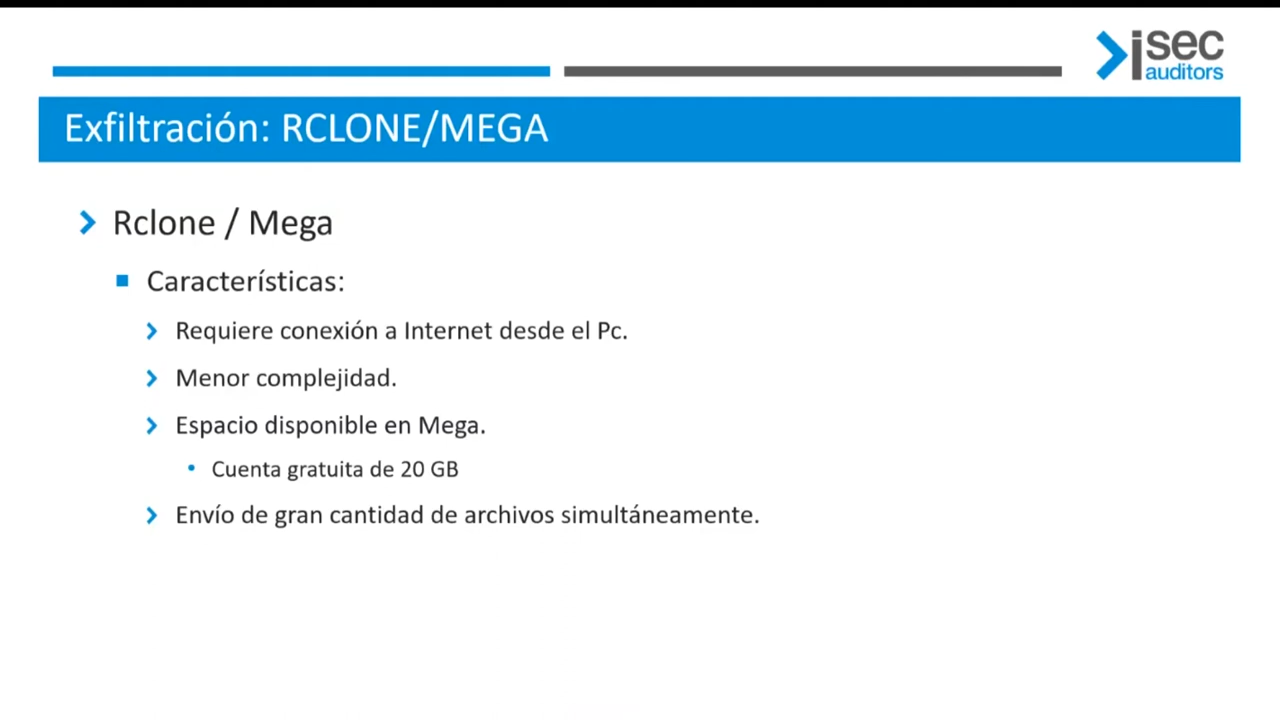 isec
auditors
Exfiltración: RCLONE/MEGA
Rclone / Mega
Características:
Requiere conexión a Internet desde el Pc.
Menor complejidad.
Espacio disponible en Mega.
Cuenta gratuita de 20 GB
Envío de gran cantidad de archivos simultáneamente.